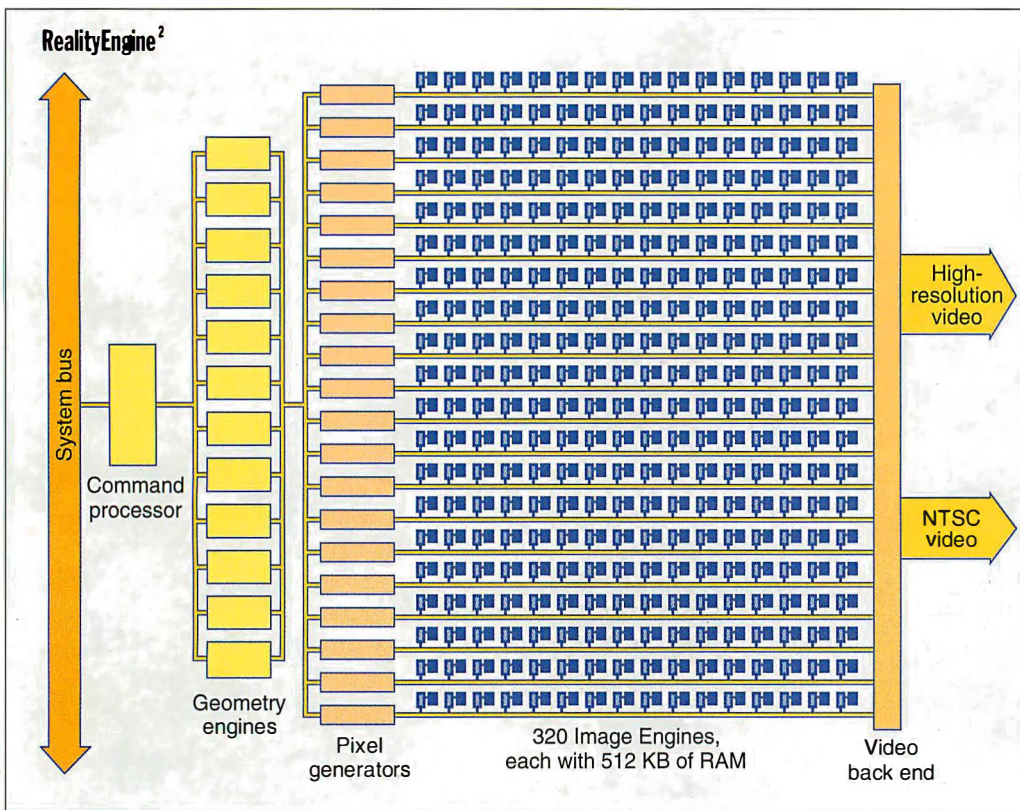 RealityEngine²
System bus
Command
processor
Geometry
engines
Pixel
generators
320 Image Engines,
each with 512 KB of RAM
Video
back end
High-
resolution
video
NTSC
video